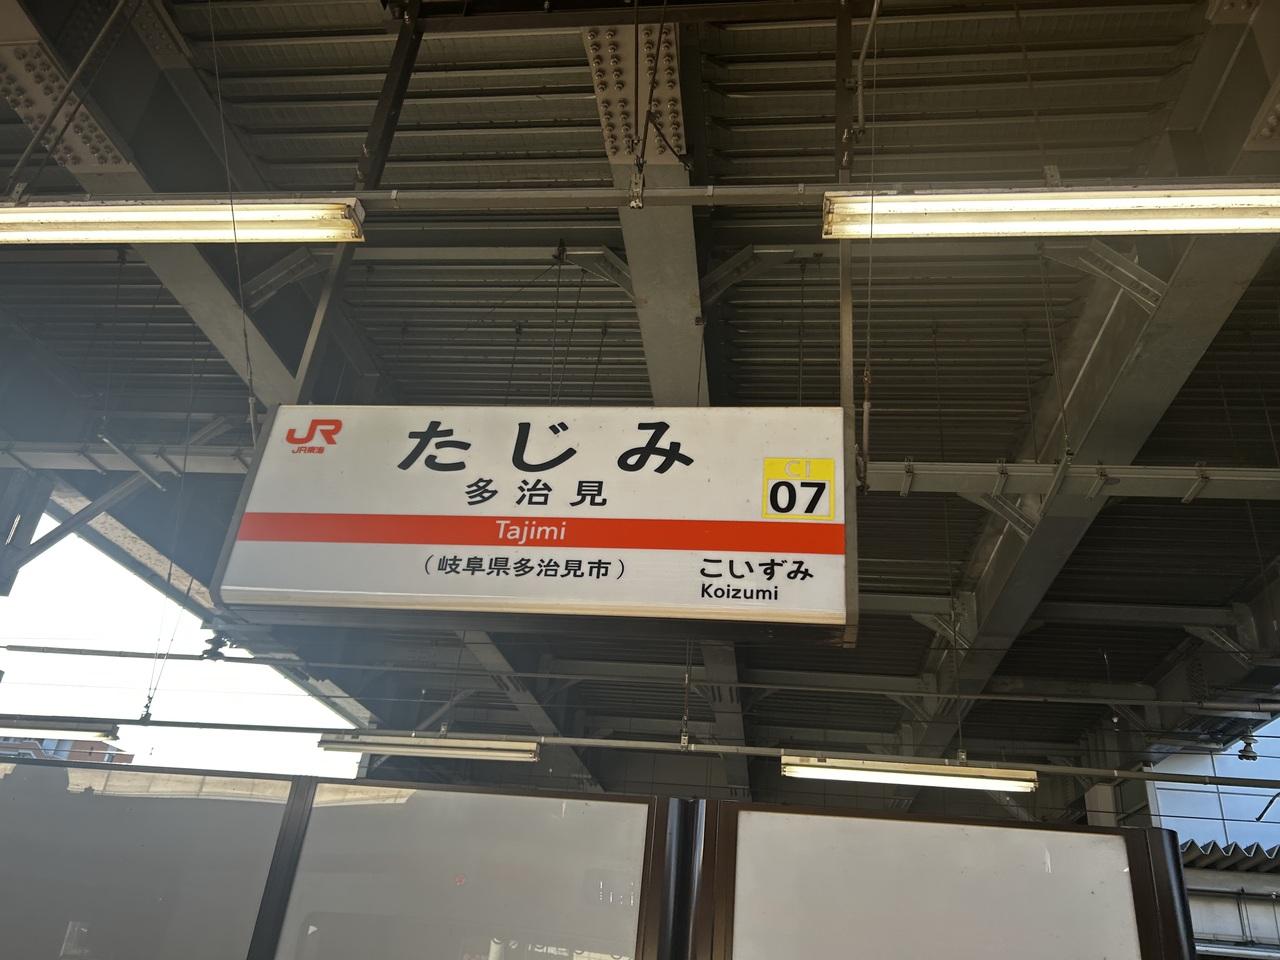 JR
JR東海
たじみ
多治見
CI
07
Tajimi
（岐阜県多治見市）
こいずみ
Koizumi